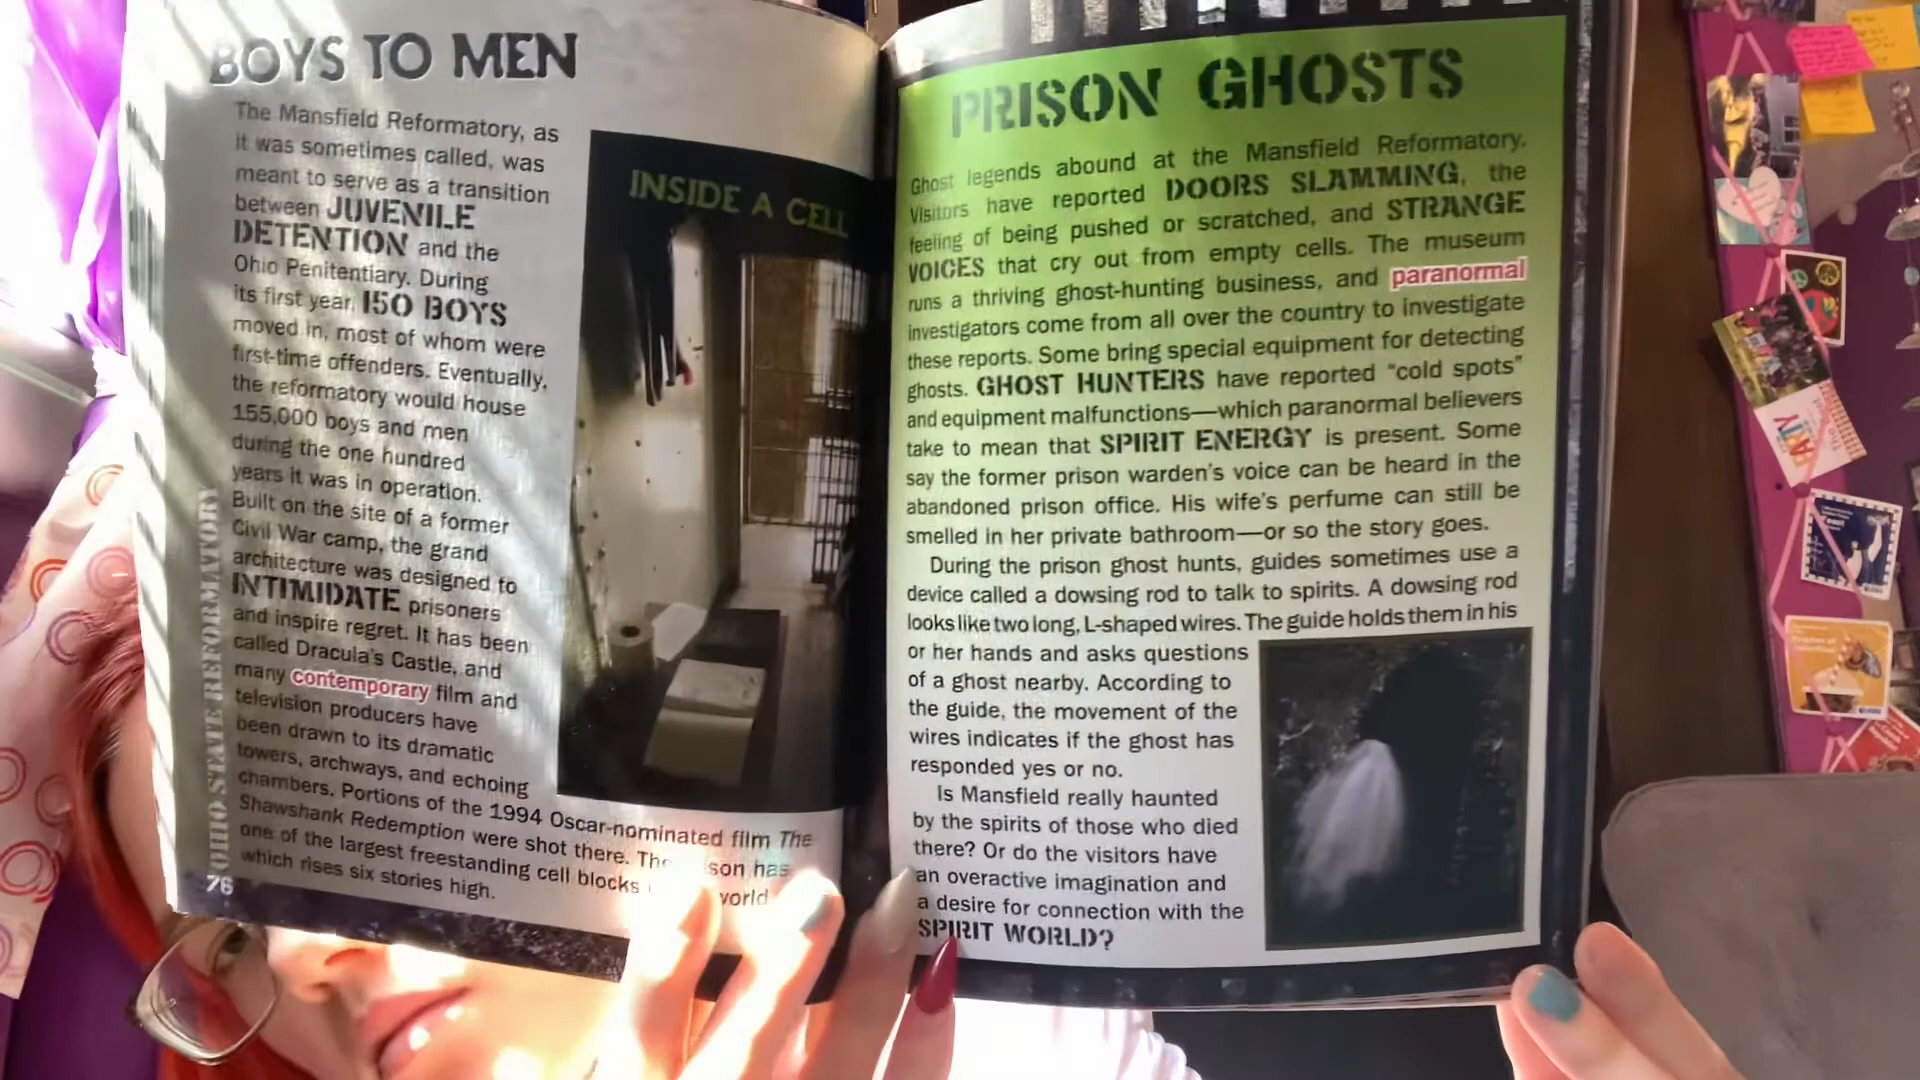 BOYS TO MEN
The Mansfield Reformatory, as
it was sometimes called, was
meant to serve as a transition
between JUVENILE
DETENTION and the
Ohio Penitentiary. During
its first year, 150 BOYS
moved in, most of whom were
first-time offenders. Eventually,
the reformatory would house
155,000 boys and men
during the one hundred
years it was in operation.
Built on the site of a former
Civil War camp, the grand
architecture was designed to
INTIMIDATE prisoners
and inspire regret. It has been
called Dracula's Castle, and
many contemporary film and
television producers have
been drawn to its dramatic
towers, archways, and echoing
chambers. Portions of the 1994 Oscar-nominated film The
Shawshank Redemption were shot there. The son has
one of the largest freestanding cell blocks world
which rises six stories high.
INSIDE A CELL
OHIO STATE REFORMATORY
76
PRISON GHOSTS
Ghost legends abound at the Mansfield Reformatory.
Visitors have reported DOORS SLAMMING, the
feeling of being pushed or scratched, and STRANGE
VOICES that cry out from empty cells. The museum
runs a thriving ghost-hunting business, and paranormal
investigators come from all over the country to investigate
these reports. Some bring special equipment for detecting
ghosts. GHOST HUNTERS have reported "cold spots"
and equipment malfunctions—which paranormal believers
take to mean that SPIRIT ENERGY is present. Some
say the former prison warden's voice can be heard in the
abandoned prison office. His wife's perfume can still be
smelled in her private bathroom—or so the story goes.
During the prison ghost hunts, guides sometimes use a
device called a dowsing rod to talk to spirits. A dowsing rod
looks like two long, L-shaped wires. The guide holds them in his
or her hands and asks questions
of a ghost nearby. According to
the guide, the movement of the
wires indicates if the ghost has
responded yes or no.
Is Mansfield really haunted
by the spirits of those who died
there? Or do the visitors have
an overactive imagination and
a desire for connection with the
SPIRIT WORLD?